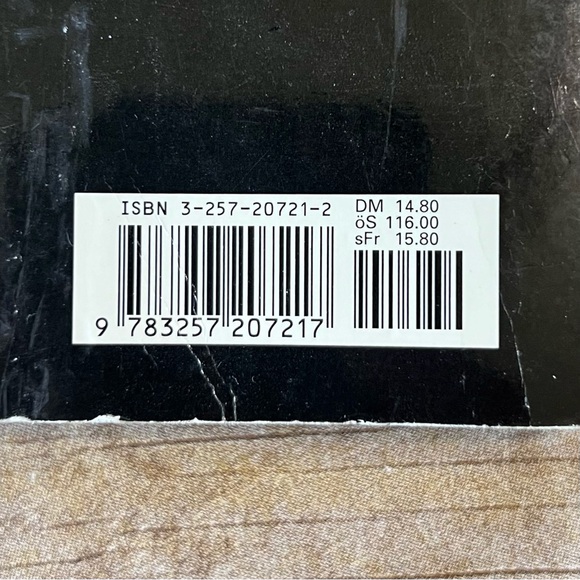 ISBN 3-257-20721-2
9 783257 207217
DM 14.80
öS 116.00
sFr 15.80